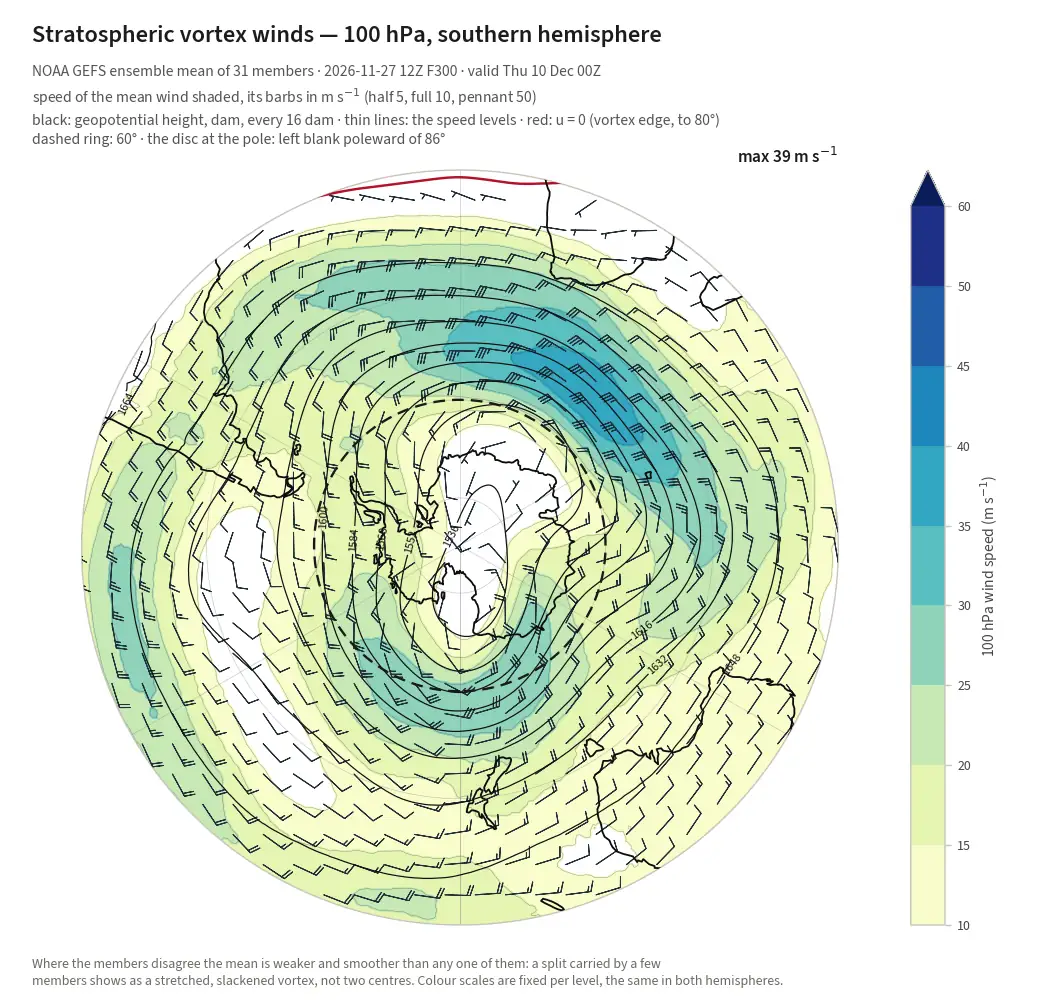 Stratospheric vortex winds — 100 hPa, southern hemisphere
NOAA GEFS ensemble mean of 31 members · 2026-11-27 12Z F300 · valid Thu 10 Dec 00Z
speed of the mean wind shaded, its barbs in m s⁻¹ (half 5, full 10, pennant 50)
black: geopotential height, dam, every 16 dam · thin lines: the speed levels · red: u = 0 (vortex edge, to 80°)
dashed ring: 60° · the disc at the pole: left blank poleward of 86°
max 39 m s⁻¹
60
50
45
40
35
30
25
20
15
10
100 hPa wind speed (m s⁻¹)
1664
1600
1584
1536
1616
1632
1648
Where the members disagree the mean is weaker and smoother than any one of them: a split carried by a few
members shows as a stretched, slackened vortex, not two centres. Colour scales are fixed per level, the same in both hemispheres.